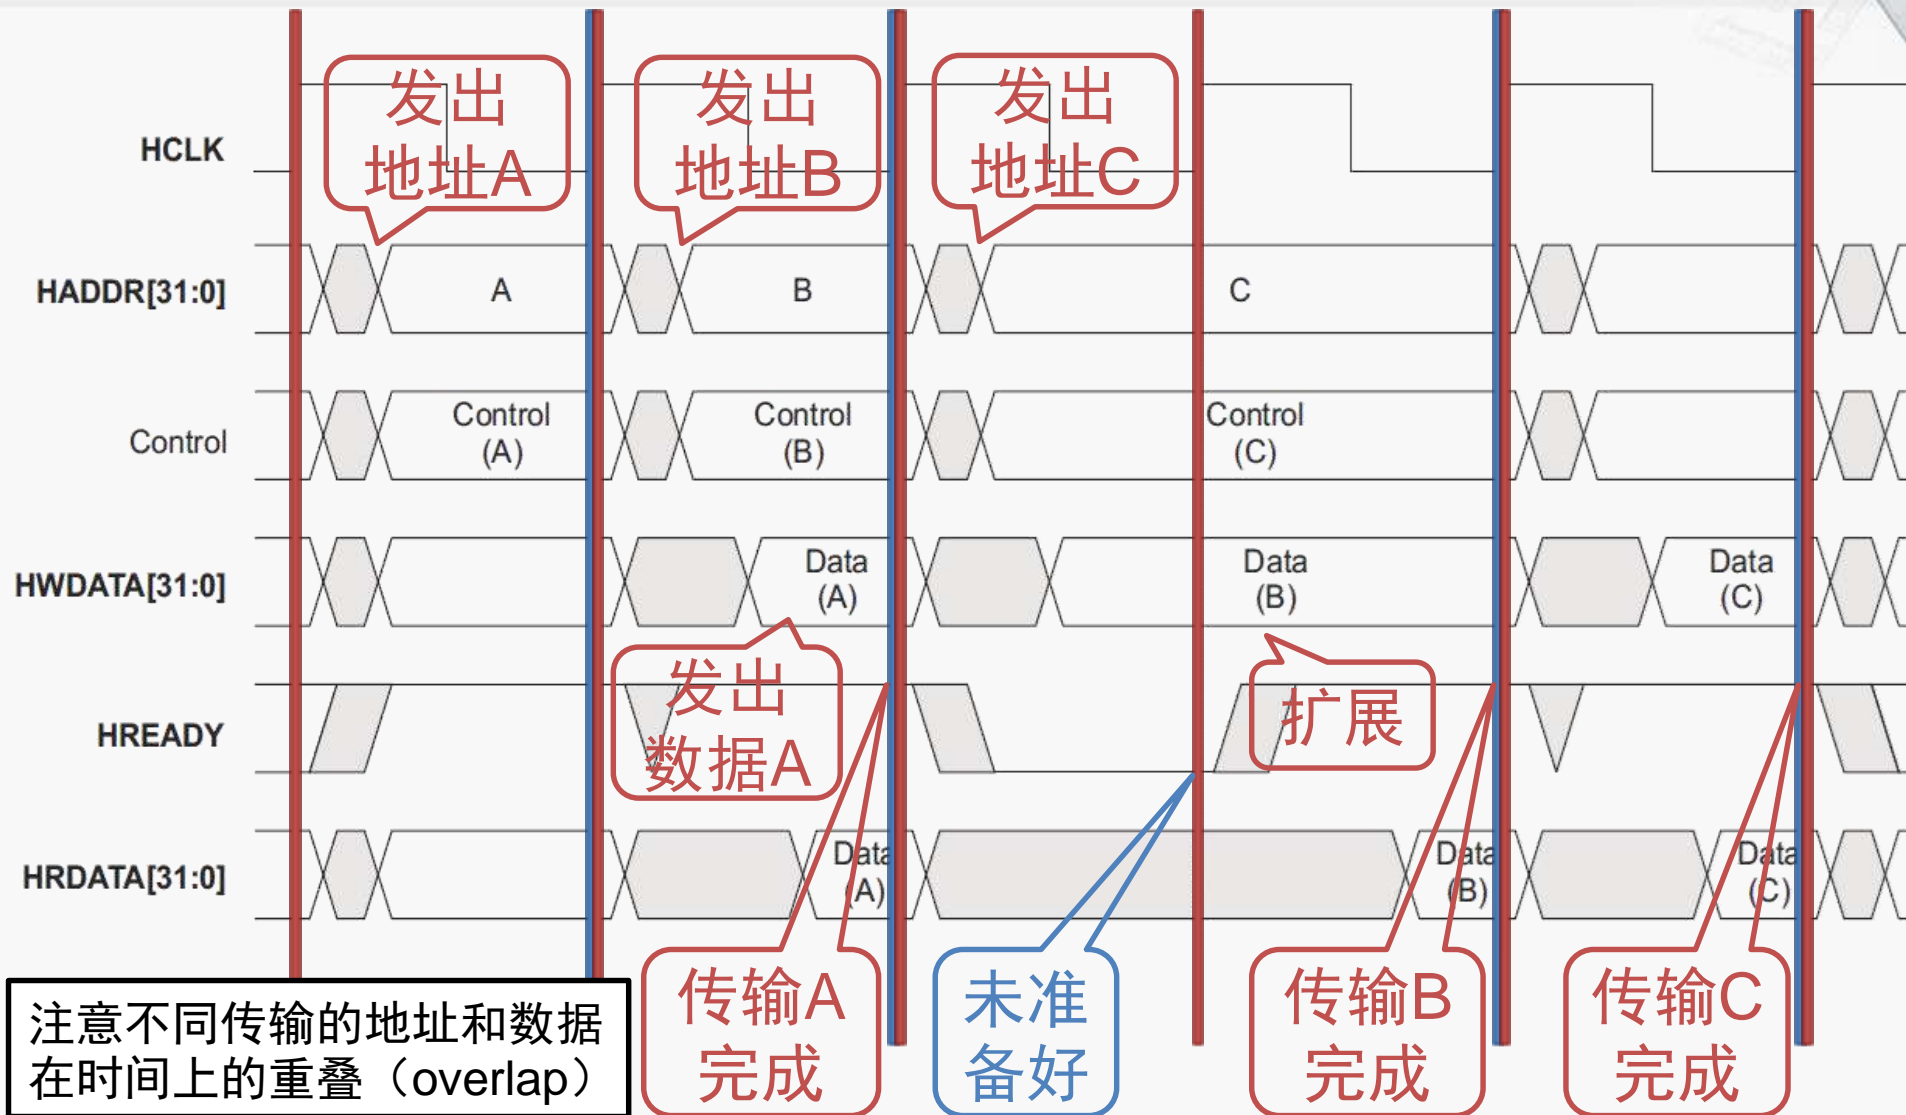 发出
地址A
发出
地址B
发出
地址C
HCLK
HADDR[31:0]
A
B
C
Control
Control
(A)
Control
(B)
Control
(C)
HWDATA[31:0]
Data
(A)
Data
(B)
Data
(C)
发出
数据A
扩展
HREADY
HRDATA[31:0]
Data
(A)
Data
(B)
Data
(C)
传输A
完成
未准
备好
传输B
完成
传输C
完成
注意不同传输的地址和数据
在时间上的重叠（overlap）